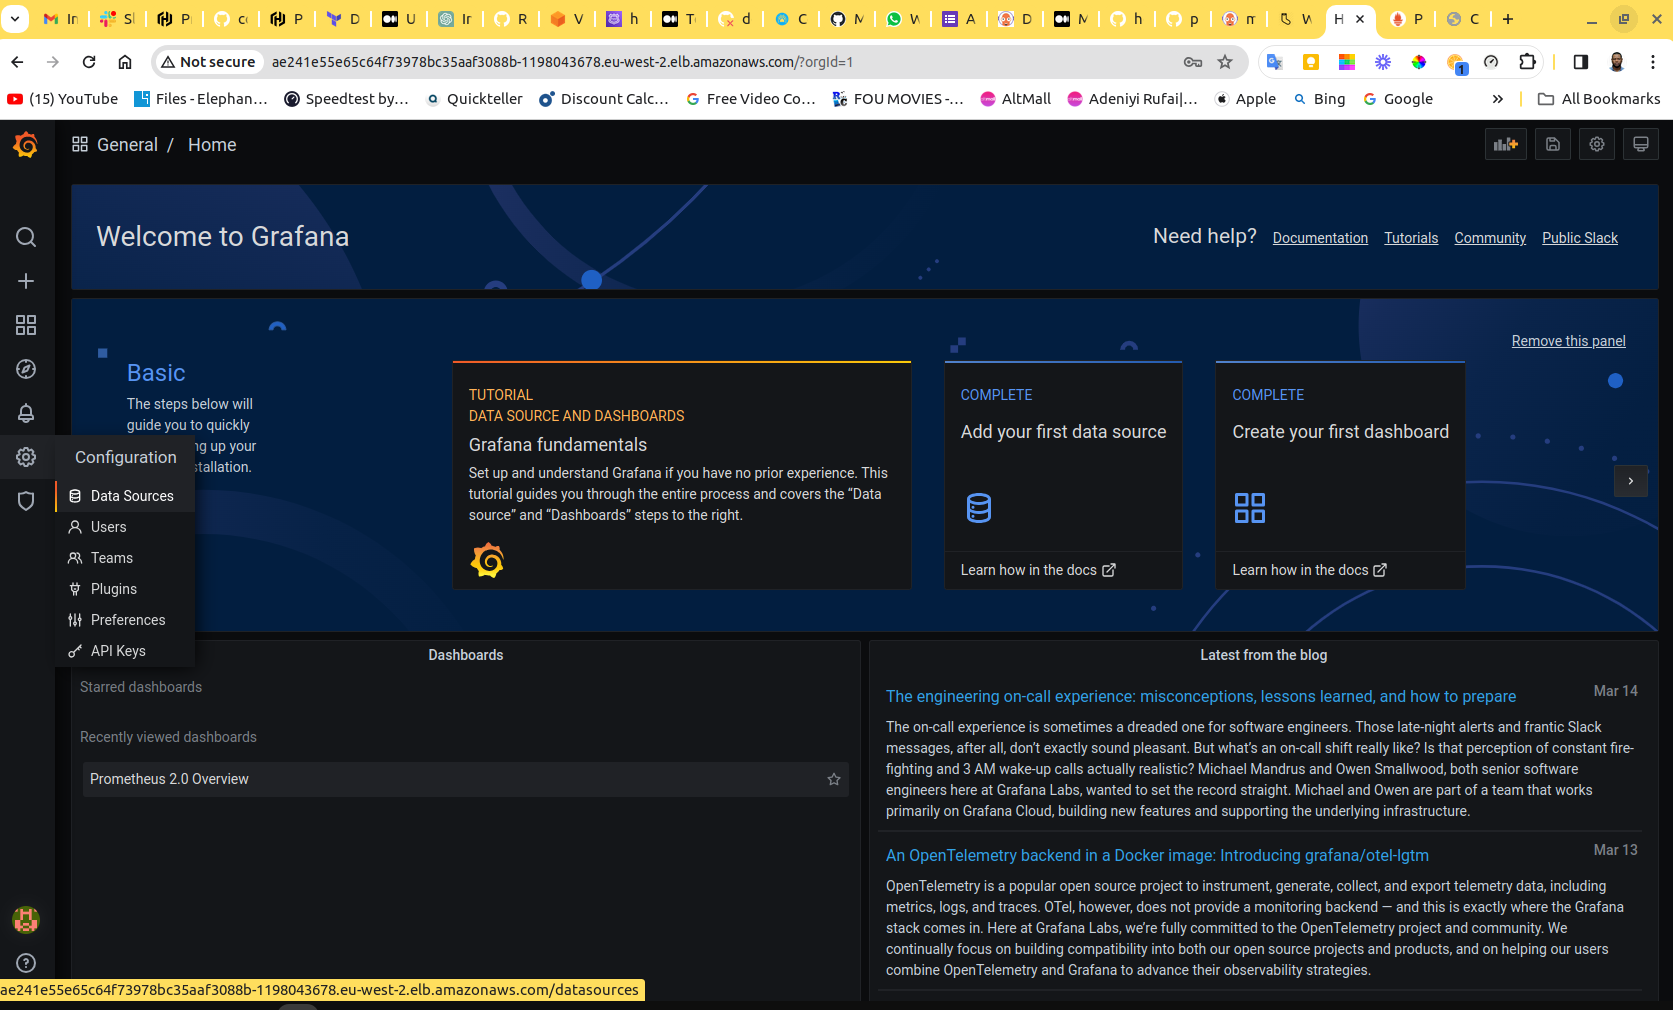 Not secure
ae241e55e65c64f73978bc35aaf3088b-1198043678.eu-west-2.elb.amazonaws.com/?orgId=1
1
(15) YouTube
Files - Elephan...
Speedtest by...
Quickteller
Discount Calc...
Free Video Co...
FOU MOVIES -...
AltMall
Adeniyi Rufai|...
Apple
Bing
Google
All Bookmarks
General / Home
Welcome to Grafana
Need help?
Documentation
Tutorials
Community
Public Slack
Remove this panel
Basic
The steps below will
guide you to quickly
ng up your
tallation.
TUTORIAL
DATA SOURCE AND DASHBOARDS
Grafana fundamentals
Set up and understand Grafana if you have no prior experience. This
tutorial guides you through the entire process and covers the “Data
source” and “Dashboards” steps to the right.
COMPLETE
Add your first data source
Learn how in the docs
COMPLETE
Create your first dashboard
Learn how in the docs
Configuration
Data Sources
Users
Teams
Plugins
Preferences
API Keys
Dashboards
Starred dashboards
Recently viewed dashboards
Prometheus 2.0 Overview
Latest from the blog
The engineering on-call experience: misconceptions, lessons learned, and how to prepare
Mar 14
The on-call experience is sometimes a dreaded one for software engineers. Those late-night alerts and frantic Slack
messages, after all, don’t exactly sound pleasant. But what’s an on-call shift really like? Is that perception of constant fire-
fighting and 3 AM wake-up calls actually realistic? Michael Mandrus and Owen Smallwood, both senior software
engineers here at Grafana Labs, wanted to set the record straight. Michael and Owen are part of a team that works
primarily on Grafana Cloud, building new features and supporting the underlying infrastructure.
An OpenTelemetry backend in a Docker image: Introducing grafana/otel-lgtm
Mar 13
OpenTelemetry is a popular open source project to instrument, generate, collect, and export telemetry data, including
metrics, logs, and traces. OTel, however, does not provide a monitoring backend — and this is exactly where the Grafana
stack comes in. Here at Grafana Labs, we’re fully committed to the OpenTelemetry project and community. We
continually focus on building compatibility into both our open source projects and products, and on helping our users
combine OpenTelemetry and Grafana to advance their observability strategies.
ae241e55e65c64f73978bc35aaf3088b-1198043678.eu-west-2.elb.amazonaws.com/datasources